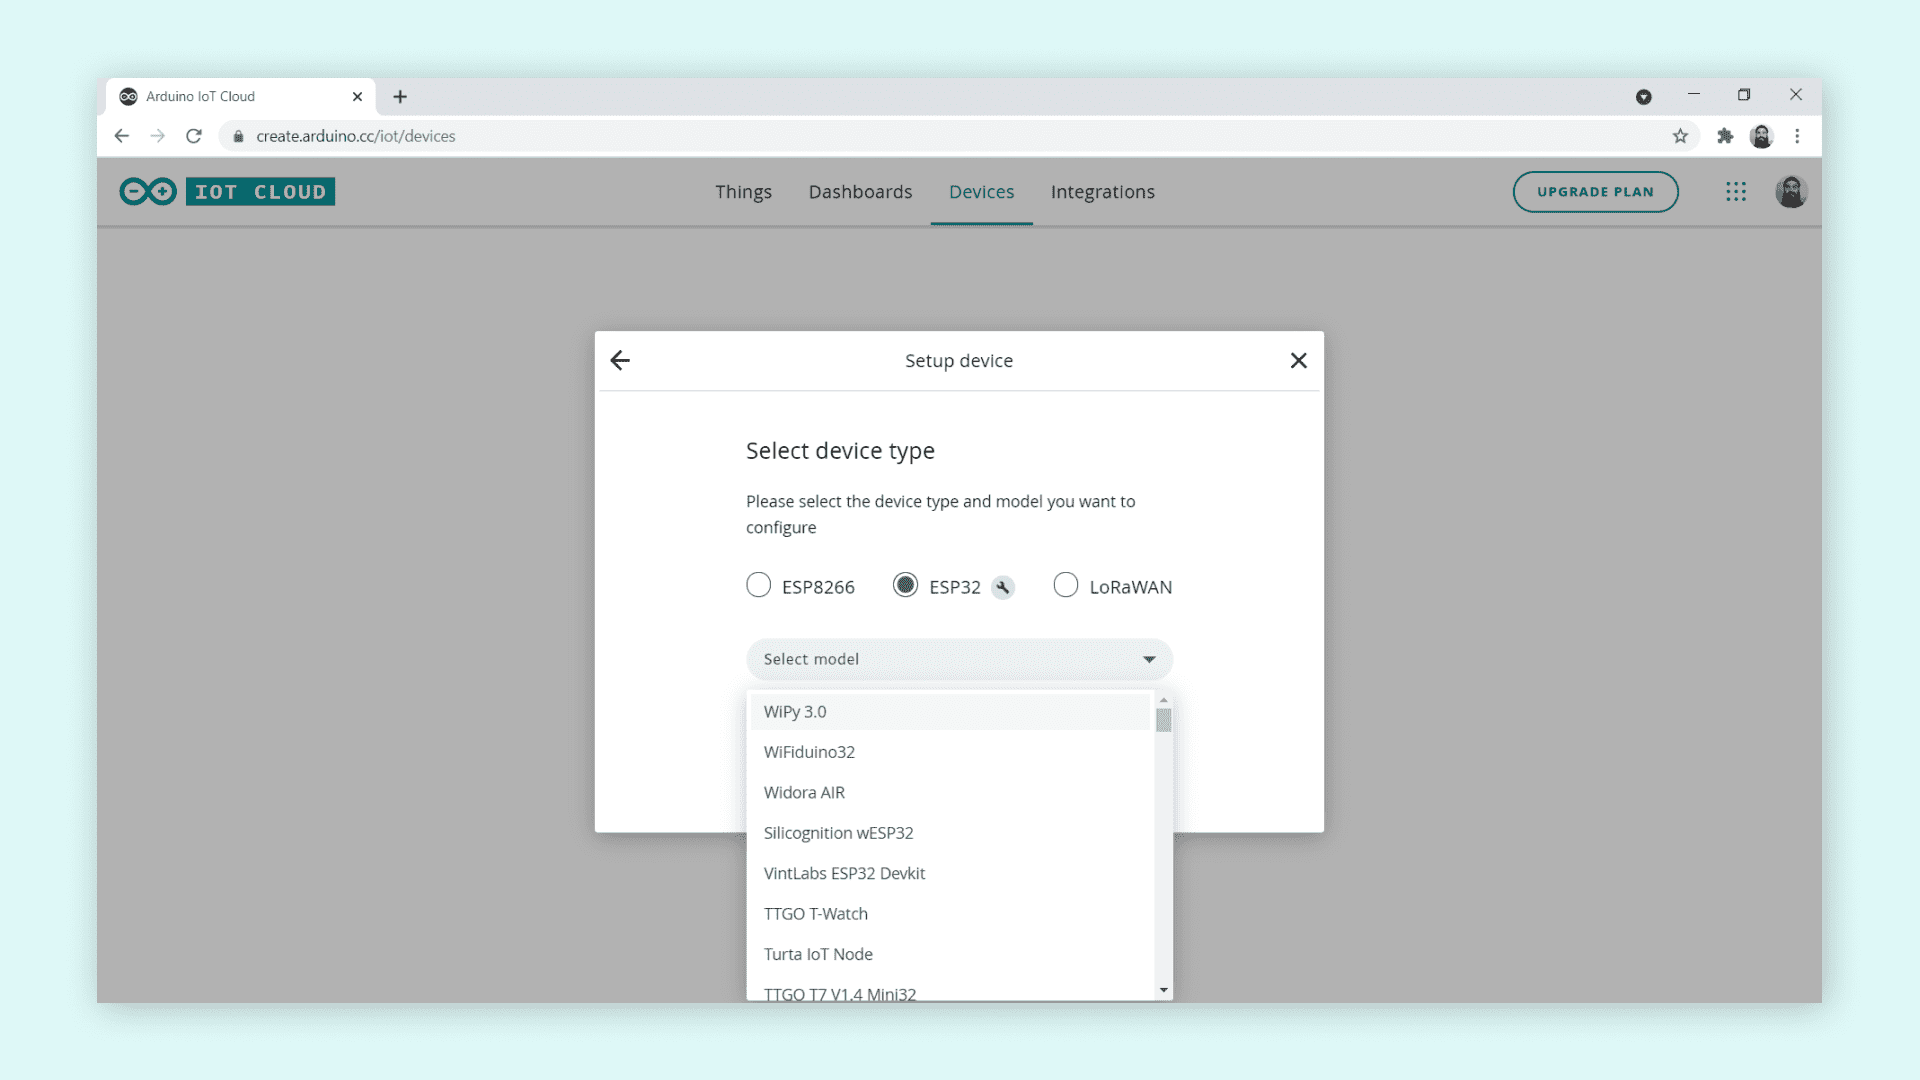 Arduino IoT Cloud
create.arduino.cc/iot/devices
IOT CLOUD
Things
Dashboards
Devices
Integrations
UPGRADE PLAN
Setup device
Select device type
Please select the device type and model you want to
configure
ESP8266
ESP32
LoRaWAN
Select model
WiPy 3.0
WiFiduino32
Widora AIR
Silicognition wESP32
VintLabs ESP32 Devkit
TTGO T-Watch
Turta IoT Node
TTGO T7 V1.4 Mini32